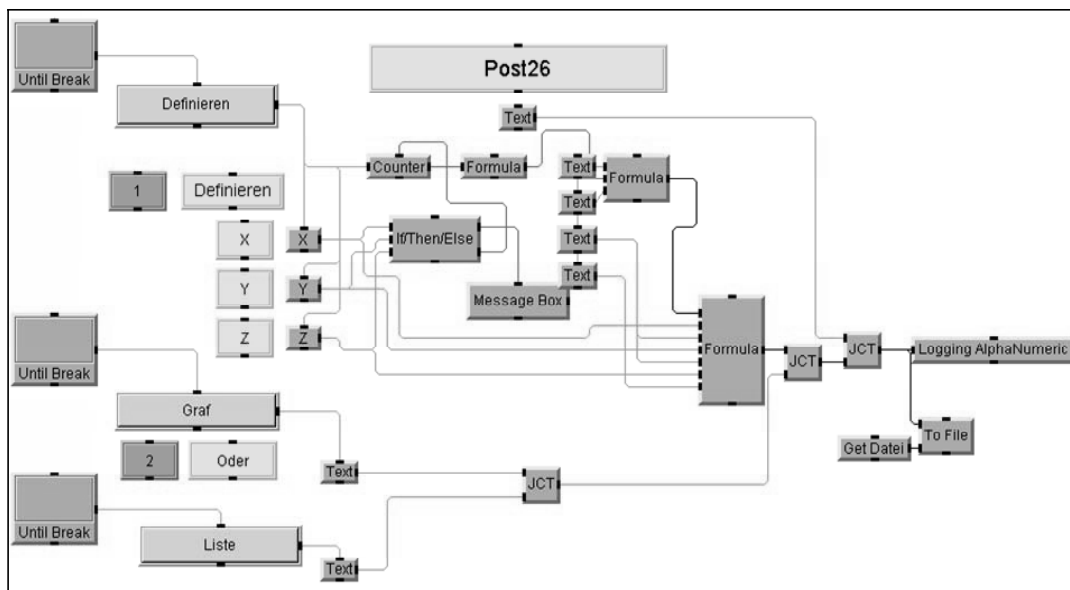 Until Break
Post26
Definieren
Text
Counter
Formula
Text
Formula
1
Definieren
Text
X
X
If/Then/Else
Text
Y
Y
Text
Message Box
Z
Z
Until Break
Formula
JCT
JCT
Logging AlphaNumeric
Graf
To File
Get Datei
2
Oder
Text
JCT
Until Break
Liste
Text